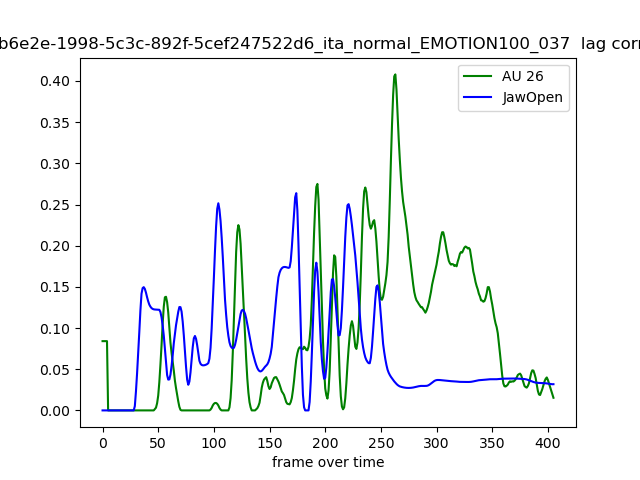 b6e2e-1998-5c3c-892f-5cef247522d6_ita_normal_EMOTION100_037 lag corr
AU 26
JawOpen
0.40
0.35
0.30
0.25
0.20
0.15
0.10
0.05
0.00
0 50 100 150 200 250 300 350 400
frame over time